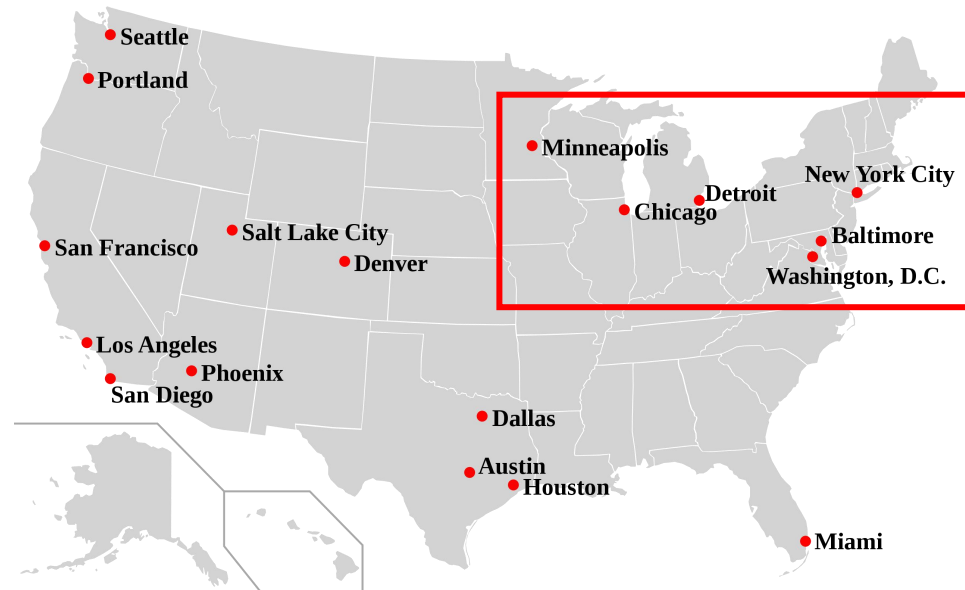 Seattle
Portland
Minneapolis
New York City
Detroit
Chicago
Salt Lake City
Baltimore
San Francisco
Denver
Washington, D.C.
Los Angeles
Phoenix
San Diego
Dallas
Austin
Houston
Miami